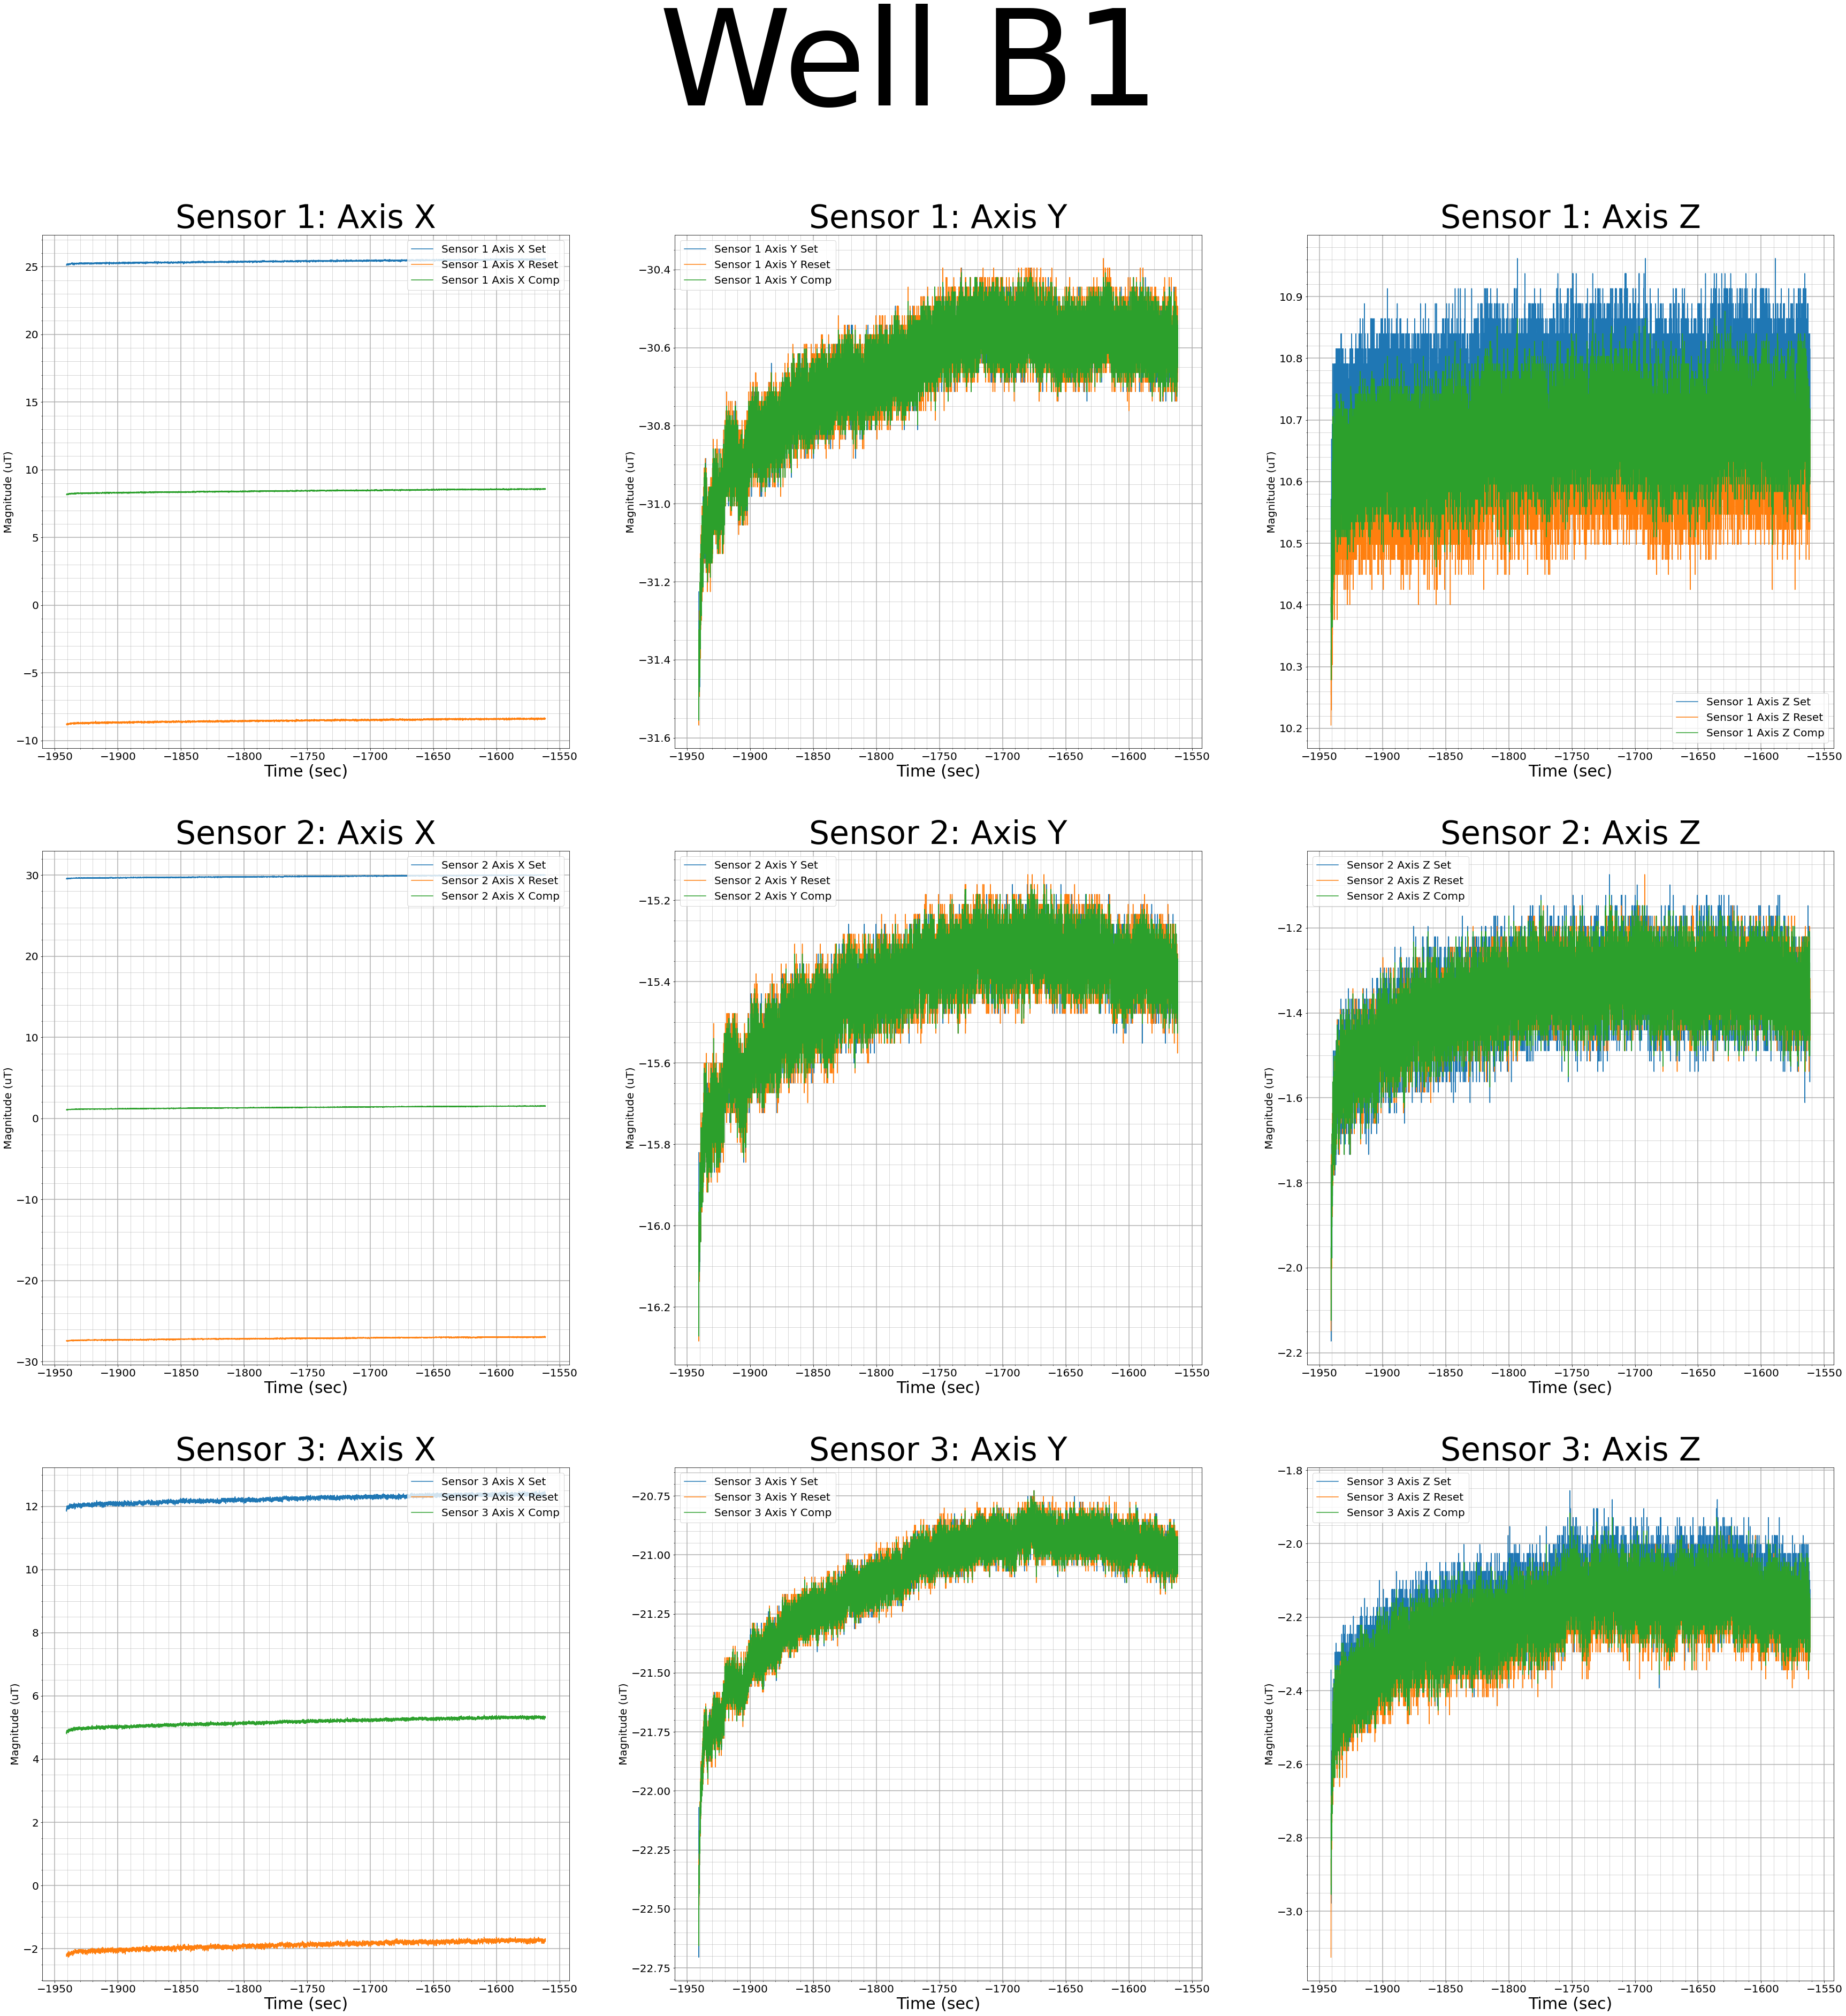 Well B1
Sensor 1: Axis X
Sensor 1 Axis X Set
Sensor 1 Axis X Reset
Sensor 1 Axis X Comp
Magnitude (uT)
25
20
15
10
5
0
−5
−10
−1950 −1900 −1850 −1800 −1750 −1700 −1650 −1600 −1550
Time (sec)
Sensor 1: Axis Y
Sensor 1 Axis Y Set
Sensor 1 Axis Y Reset
Sensor 1 Axis Y Comp
Magnitude (uT)
−30.4
−30.6
−30.8
−31.0
−31.2
−31.4
−31.6
−1950 −1900 −1850 −1800 −1750 −1700 −1650 −1600 −1550
Time (sec)
Sensor 1: Axis Z
Magnitude (uT)
10.9
10.8
10.7
10.6
10.5
10.4
10.3
10.2
Sensor 1 Axis Z Set
Sensor 1 Axis Z Reset
Sensor 1 Axis Z Comp
−1950 −1900 −1850 −1800 −1750 −1700 −1650 −1600 −1550
Time (sec)
Sensor 2: Axis X
Sensor 2 Axis X Set
Sensor 2 Axis X Reset
Sensor 2 Axis X Comp
Magnitude (uT)
30
20
10
0
−10
−20
−30
−1950 −1900 −1850 −1800 −1750 −1700 −1650 −1600 −1550
Time (sec)
Sensor 2: Axis Y
Sensor 2 Axis Y Set
Sensor 2 Axis Y Reset
Sensor 2 Axis Y Comp
Magnitude (uT)
−15.2
−15.4
−15.6
−15.8
−16.0
−16.2
−1950 −1900 −1850 −1800 −1750 −1700 −1650 −1600 −1550
Time (sec)
Sensor 2: Axis Z
Sensor 2 Axis Z Set
Sensor 2 Axis Z Reset
Sensor 2 Axis Z Comp
Magnitude (uT)
−1.2
−1.4
−1.6
−1.8
−2.0
−2.2
−1950 −1900 −1850 −1800 −1750 −1700 −1650 −1600 −1550
Time (sec)
Sensor 3: Axis X
Sensor 3 Axis X Set
Sensor 3 Axis X Reset
Sensor 3 Axis X Comp
Magnitude (uT)
12
10
8
6
4
2
0
−2
−1950 −1900 −1850 −1800 −1750 −1700 −1650 −1600 −1550
Time (sec)
Sensor 3: Axis Y
Sensor 3 Axis Y Set
Sensor 3 Axis Y Reset
Sensor 3 Axis Y Comp
Magnitude (uT)
−20.75
−21.00
−21.25
−21.50
−21.75
−22.00
−22.25
−22.50
−22.75
−1950 −1900 −1850 −1800 −1750 −1700 −1650 −1600 −1550
Time (sec)
Sensor 3: Axis Z
Sensor 3 Axis Z Set
Sensor 3 Axis Z Reset
Sensor 3 Axis Z Comp
Magnitude (uT)
−1.8
−2.0
−2.2
−2.4
−2.6
−2.8
−3.0
−1950 −1900 −1850 −1800 −1750 −1700 −1650 −1600 −1550
Time (sec)